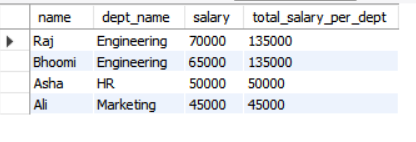 name dept_name salary total_salary_per_dept
Raj Engineering 70000 135000
Bhoomi Engineering 65000 135000
Asha HR 50000 50000
Ali Marketing 45000 45000